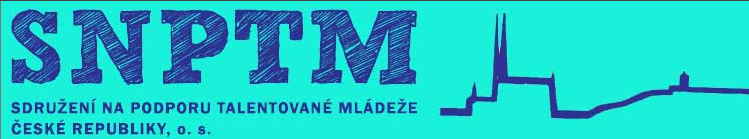 SNPTM
SDRUŽENÍ NA PODPORU TALENTOVANÉ MLÁDEŽE
ČESKÉ REPUBLIKY, o. s.